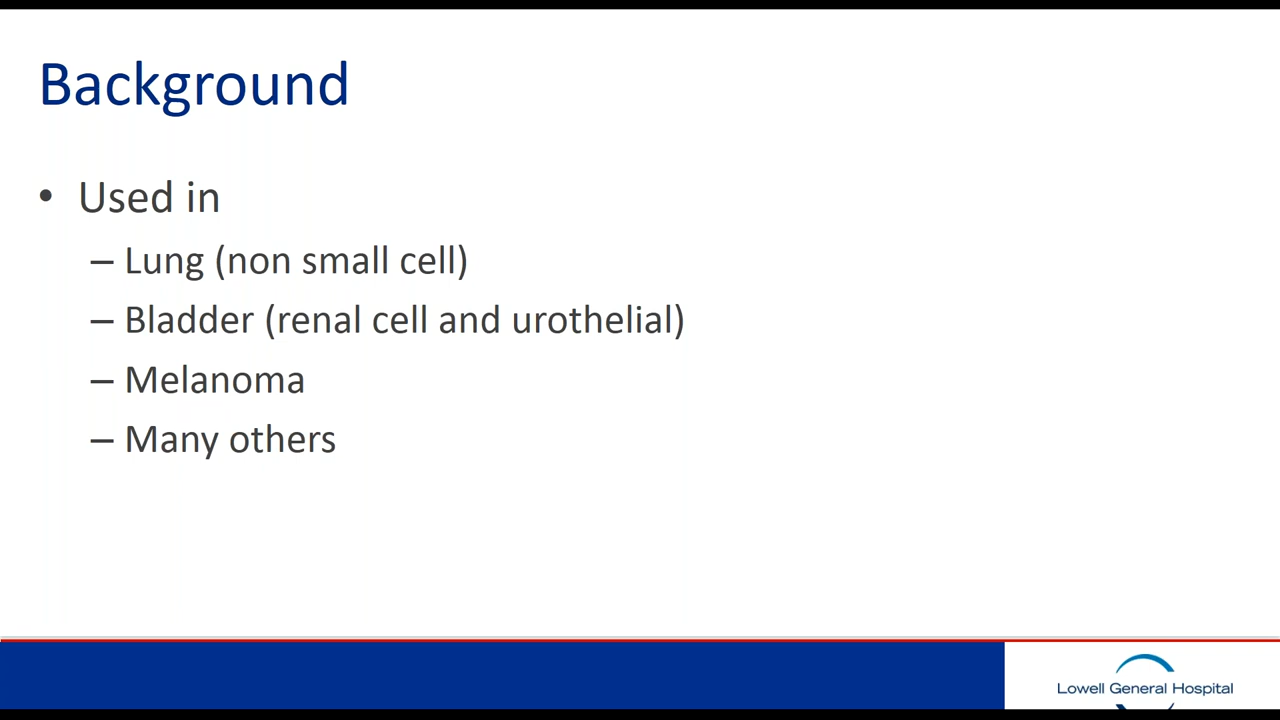 Background
• Used in
– Lung (non small cell)
– Bladder (renal cell and urothelial)
– Melanoma
– Many others
Lowell General Hospital